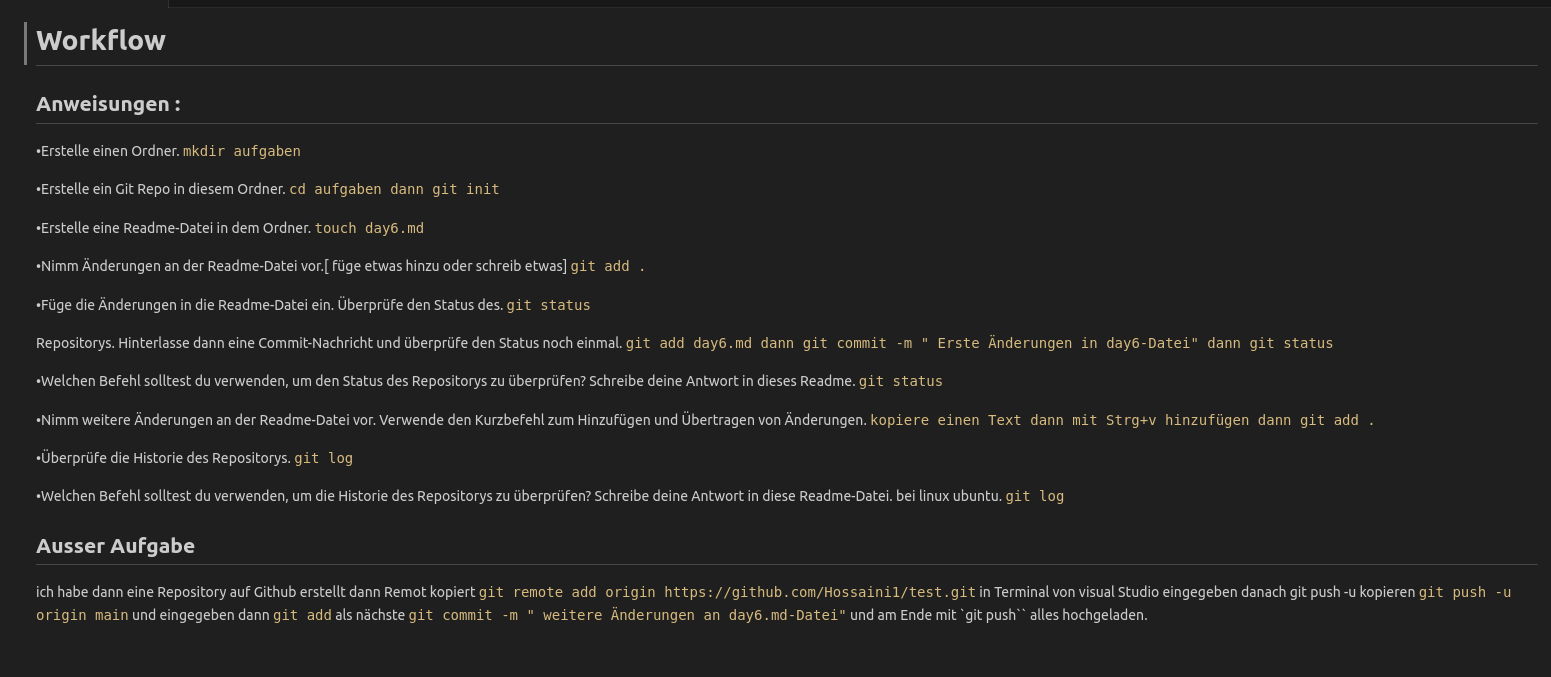 Workflow
Anweisungen :
•Erstelle einen Ordner. mkdir aufgaben
•Erstelle ein Git Repo in diesem Ordner. cd aufgaben dann git init
•Erstelle eine Readme-Datei in dem Ordner. touch day6.md
•Nimm Änderungen an der Readme-Datei vor.[ füge etwas hinzu oder schreib etwas] git add .
•Füge die Änderungen in die Readme-Datei ein. Überprüfe den Status des. git status
Repositorys. Hinterlasse dann eine Commit-Nachricht und überprüfe den Status noch einmal. git add day6.md dann git commit -m " Erste Änderungen in day6-Datei" dann git status
•Welchen Befehl solltest du verwenden, um den Status des Repositorys zu überprüfen? Schreibe deine Antwort in dieses Readme. git status
•Nimm weitere Änderungen an der Readme-Datei vor. Verwende den Kurzbefehl zum Hinzufügen und Übertragen von Änderungen. kopiere einen Text dann mit Strg+v hinzufügen dann git add .
•Überprüfe die Historie des Repositorys. git log
•Welchen Befehl solltest du verwenden, um die Historie des Repositorys zu überprüfen? Schreibe deine Antwort in diese Readme-Datei. bei linux ubuntu. git log
Ausser Aufgabe
ich habe dann eine Repository auf Github erstellt dann Remot kopiert git remote add origin https://github.com/Hossaini1/test.git in Terminal von visual Studio eingegeben danach git push -u kopieren git push -u
origin main und eingegeben dann git add als nächste git commit -m " weitere Änderungen an day6.md-Datei" und am Ende mit `git push`` alles hochgeladen.